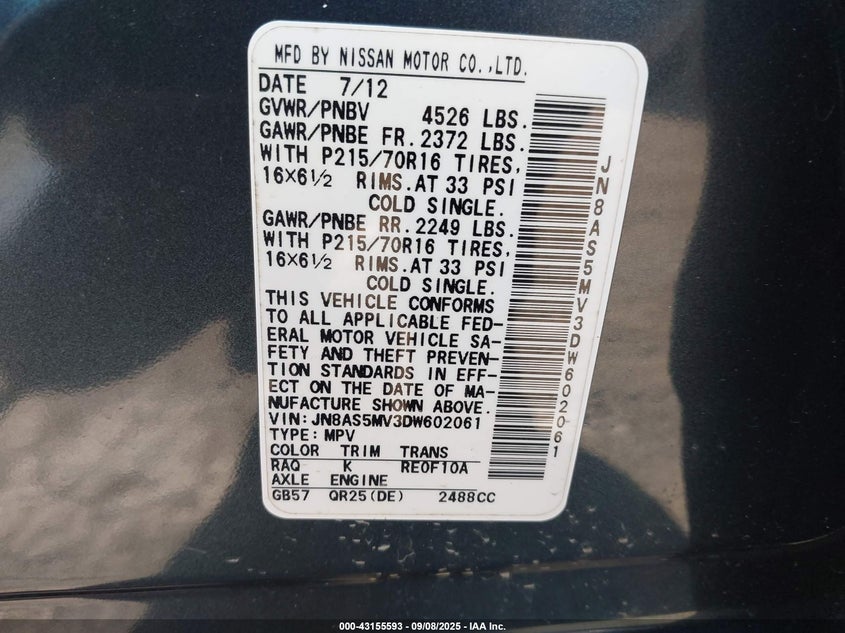 MFD BY NISSAN MOTOR CO.,LTD.
DATE 7/12
GVWR/PNBV 4526 LBS.
GAWR/PNBE FR. 2372 LBS.
WITH P215/70R16 TIRES,
16×6½ RIMS.AT 33 PSI
COLD SINGLE.
GAWR/PNBE RR. 2249 LBS.
WITH P215/70R16 TIRES,
16×6½ RIMS.AT 33 PSI
COLD SINGLE.
THIS VEHICLE CONFORMS
TO ALL APPLICABLE FED-
ERAL MOTOR VEHICLE SA-
FETY AND THEFT PREVEN-
TION STANDARDS IN EFF-
ECT ON THE DATE OF MA-
NUFACTURE SHOWN ABOVE.
VIN: JN8AS5MV3DW602061
TYPE: MPV
COLOR TRIM TRANS
RAQ K RE0F10A
AXLE ENGINE
GB57 QR25(DE) 2488CC
JN8AS5MV3DW602061
000-43155593 - 09/08/2025 - IAA Inc.